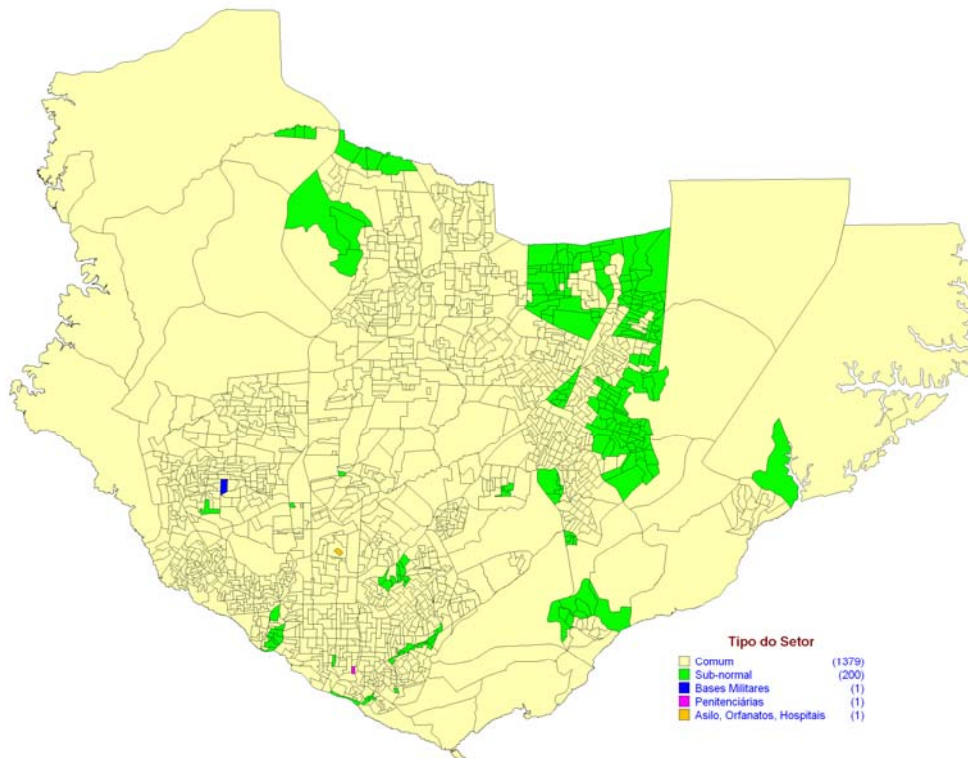 Tipo do Setor
Comum (1379)
Sub-normal (200)
Bases Militares (1)
Penitenciárias (1)
Asilo, Orfanatos, Hospitais (1)